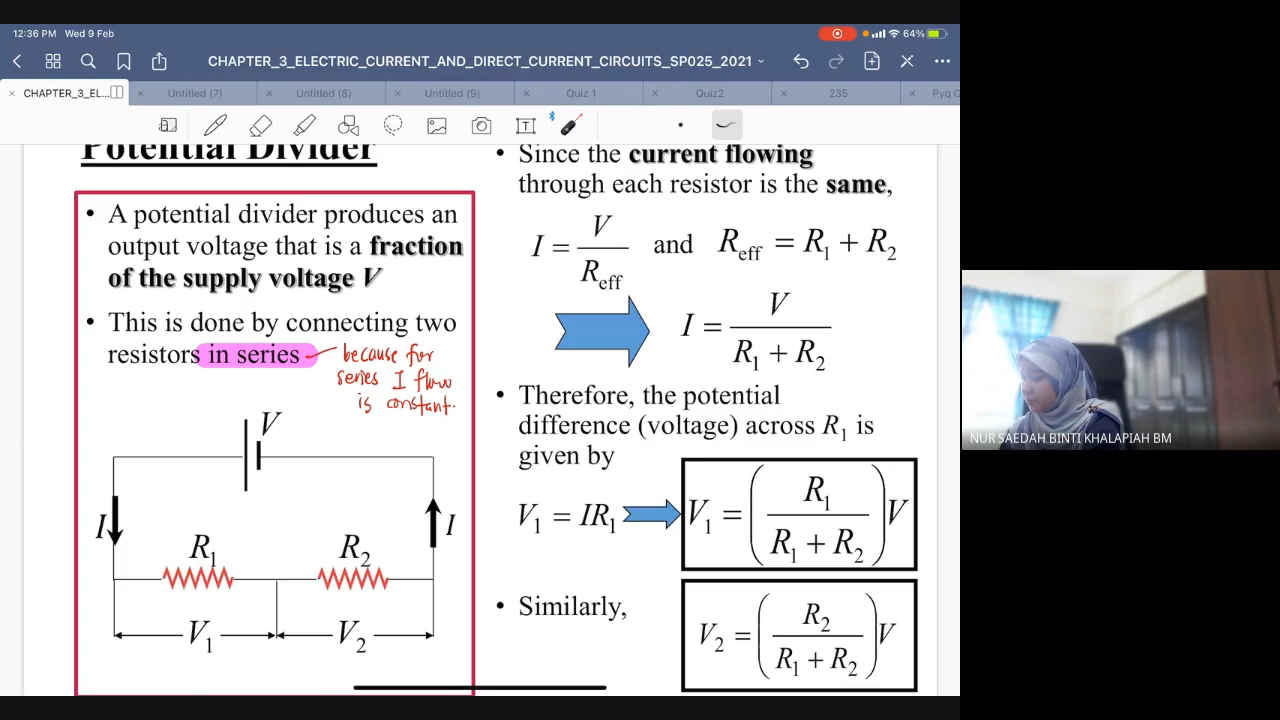 12:36 PM Wed 9 Feb
64%
CHAPTER_3_ELECTRIC_CURRENT_AND_DIRECT_CURRENT_CIRCUITS_SP025_2021
CHAPTER_3_EL...
Untitled (7)
Untitled (8)
Untitled (9)
Quiz 1
Quiz2
235
Pyq C
Potential Divider
• A potential divider produces an
output voltage that is a fraction
of the supply voltage V
• This is done by connecting two
resistors in series
because for
series I flow
is constant.
V
I
R₁
R₂
I
V₁
V₂
• Since the current flowing
through each resistor is the same,
I = V / R_eff and R_eff = R₁ + R₂
I = V / (R₁ + R₂)
• Therefore, the potential
difference (voltage) across R₁ is
given by
V₁ = IR₁
V₁ = (R₁ / (R₁ + R₂)) V
• Similarly,
V₂ = (R₂ / (R₁ + R₂)) V
NUR SAEDAH BINTI KHALAPIAH BM